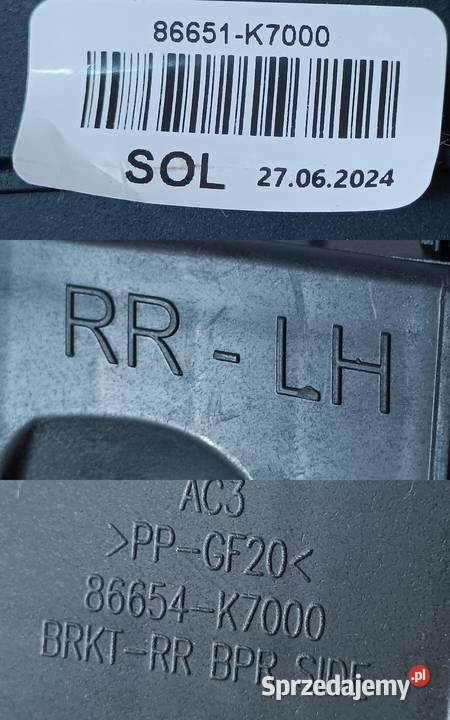 86651-K7000
SOL 27.06.2024
RR - LH
AC3
>PP-GF20<
86654-K7000
BRKT-RR BPR SIDE
Sprzedajemy.pl